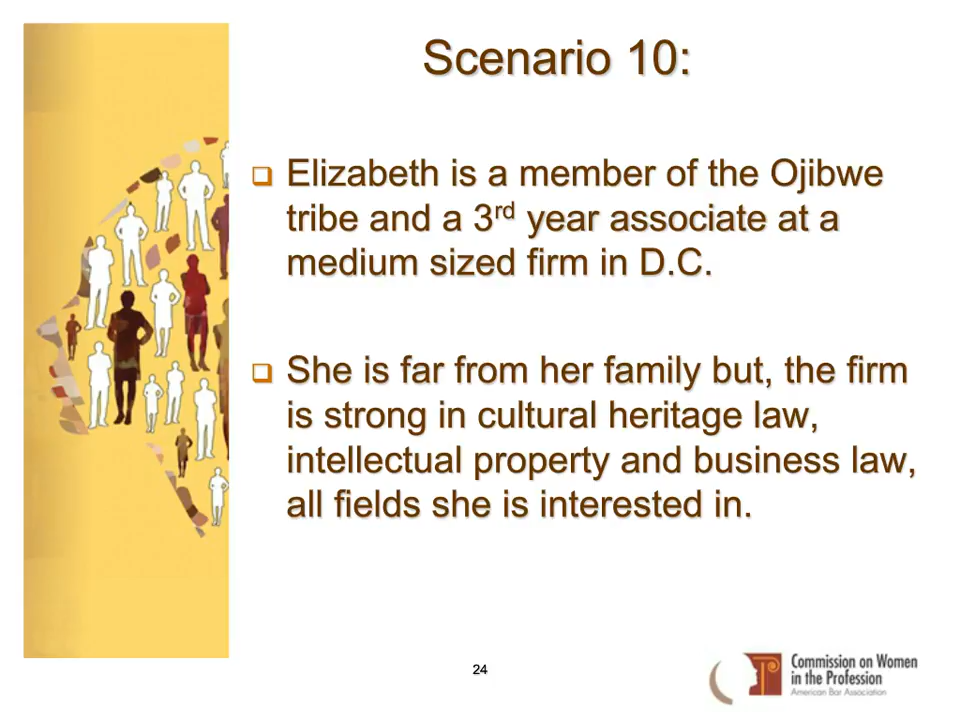 Scenario 10:
Elizabeth is a member of the Ojibwe
tribe and a 3rd year associate at a
medium sized firm in D.C.
She is far from her family but, the firm
is strong in cultural heritage law,
intellectual property and business law,
all fields she is interested in.
24
Commission on Women
in the Profession
American Bar Association